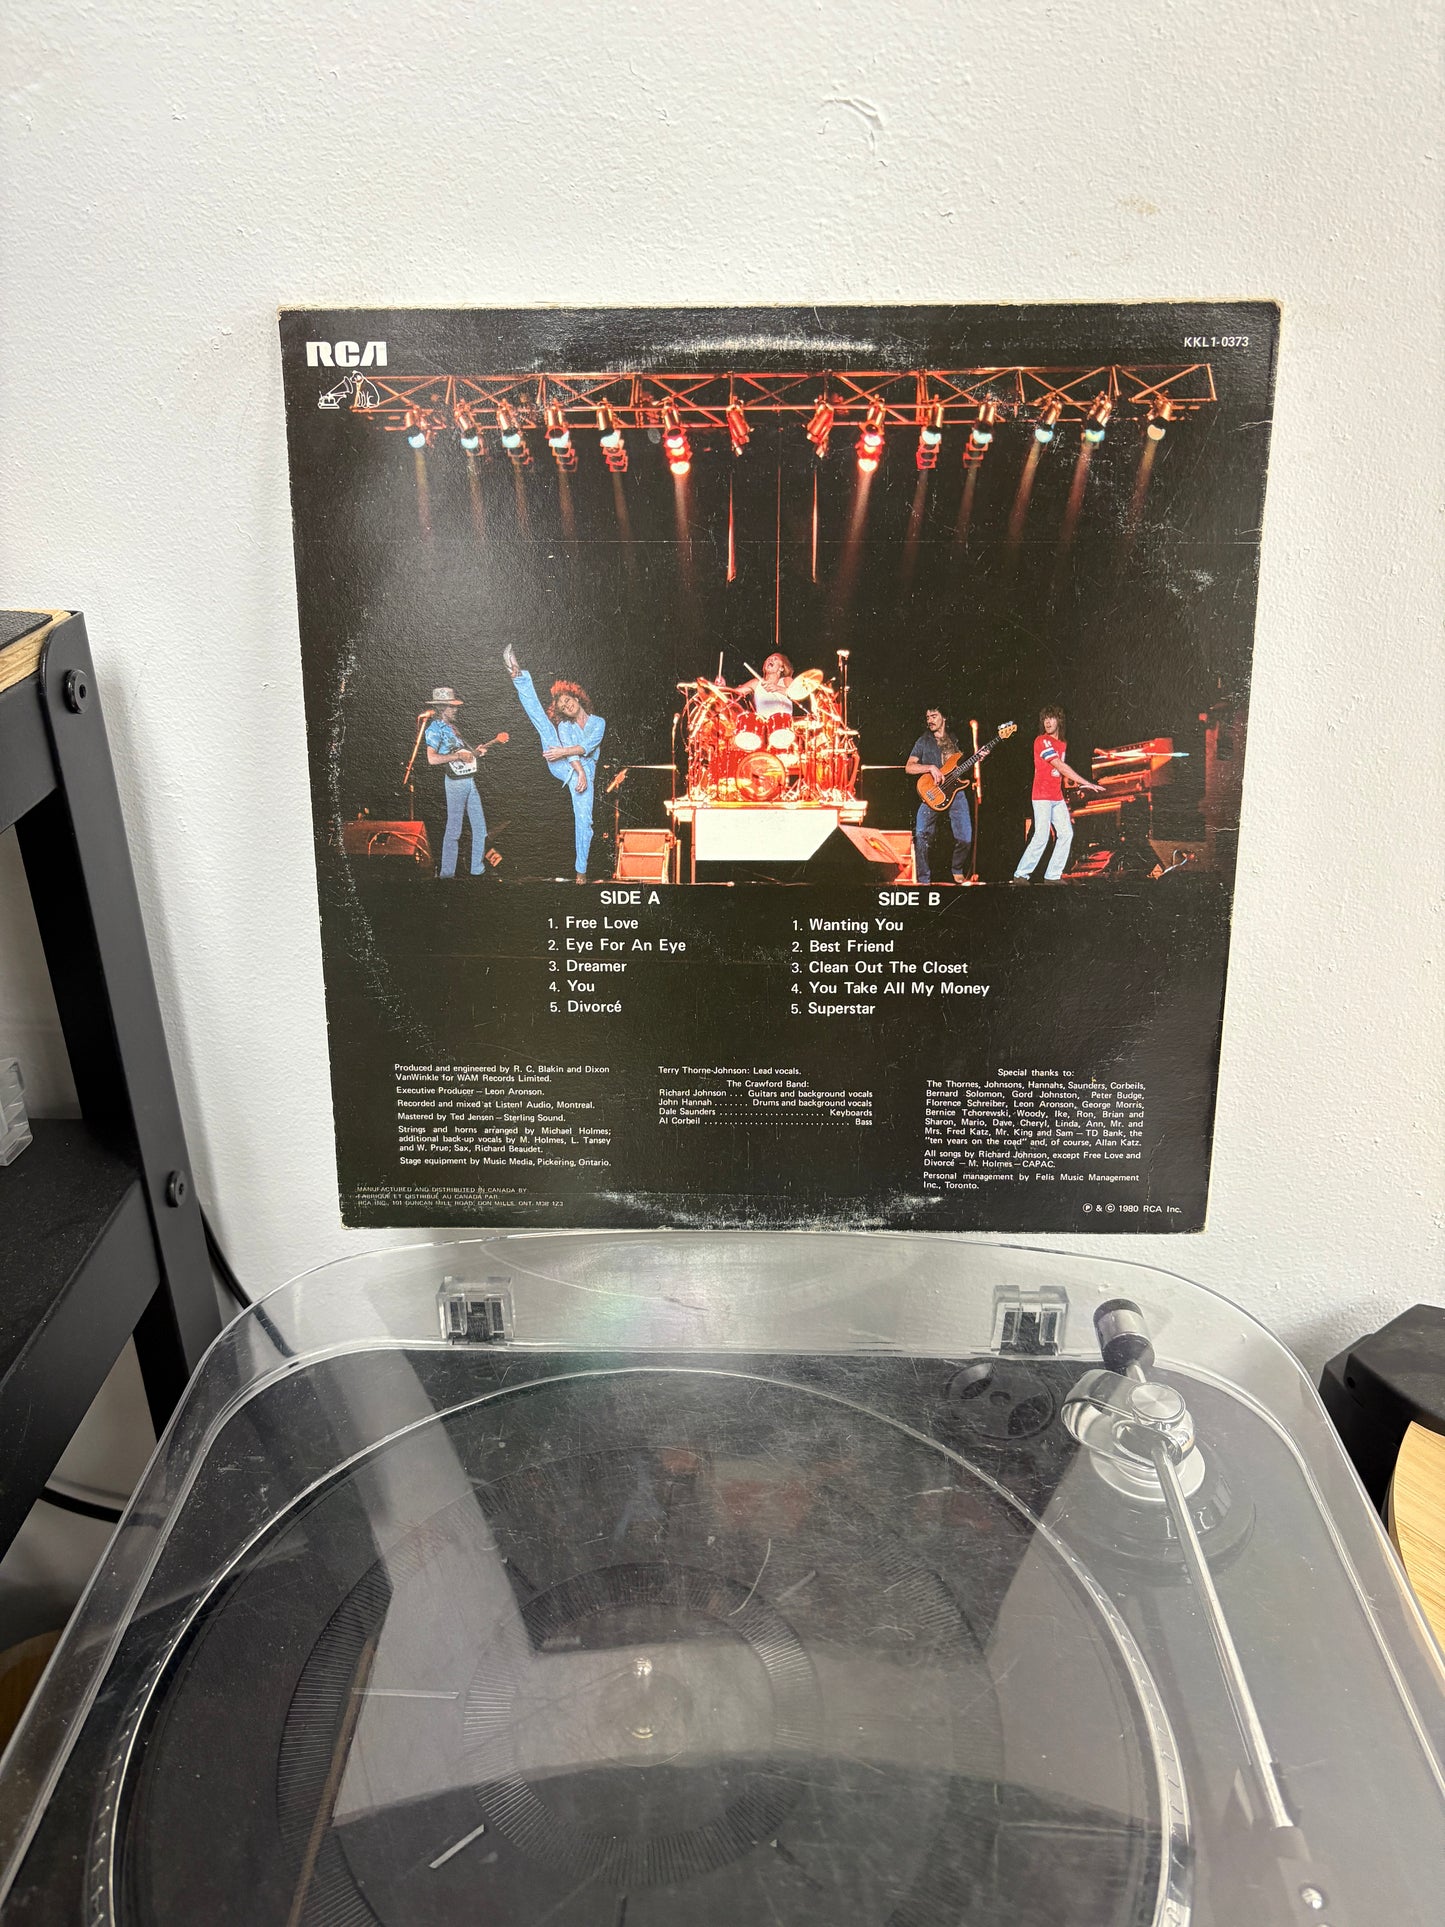 RCA
KKL1-0373
SIDE A
1. Free Love
2. Eye For An Eye
3. Dreamer
4. You
5. Divorcé
SIDE B
1. Wanting You
2. Best Friend
3. Clean Out The Closet
4. You Take All My Money
5. Superstar
Produced and engineered by R. C. Blakin and Dixon
VanWinkle for WAM Records Limited.
Executive Producer — Leon Aronson.
Recorded and mixed at Listen! Audio, Montreal.
Mastered by Ted Jensen — Sterling Sound.
Strings and horns arranged by Michael Holmes;
additional back-up vocals by M. Holmes, L. Tansey
and W. Prue; Sax, Richard Beaudet.
Stage equipment by Music Media, Pickering, Ontario.
MANUFACTURED AND DISTRIBUTED IN CANADA BY
FABRIQUÉ ET DISTRIBUÉ AU CANADA PAR
RCA INC., 101 DUNCAN MILL ROAD, DON MILLS, ONT. M3B 1Z3
Terry Thorne-Johnson: Lead vocals.
The Crawford Band:
Richard Johnson . . . Guitars and background vocals
John Hannah . . . . . . . Drums and background vocals
Dale Saunders . . . . . . . . . . . . . . . . . . . . . . Keyboards
Al Corbeil . . . . . . . . . . . . . . . . . . . . . . . . . . . . . Bass
Special thanks to:
The Thornes, Johnsons, Hannahs, Saunders, Corbeils,
Bernard Solomon, Gord Johnston, Peter Budge,
Florence Schreiber, Leon Aronson, George Morris,
Bernice Tchorewski, Woody, Ike, Ron, Brian and
Sharon, Mario, Dave, Cheryl, Linda, Ann, Mr. and
Mrs. Fred Katz, Mr. King and Sam — TD Bank, the
"ten years on the road" and, of course, Allan Katz.
All songs by Richard Johnson, except Free Love and
Divorcé — M. Holmes — CAPAC.
Personal management by Felis Music Management
Inc., Toronto.
℗ & © 1980 RCA Inc.